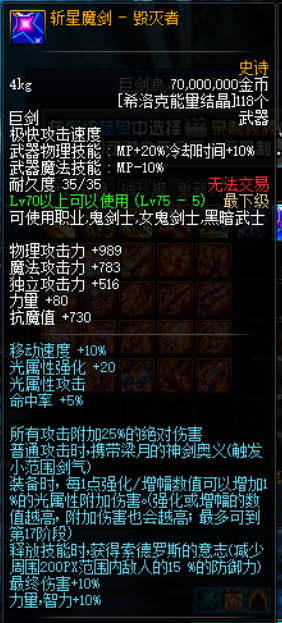 斩星魔剑 - 毁灭者
史诗
4kg
70,000,000金币
[希洛克能量结晶]118个
巨剑
武器
极快攻击速度
武器物理技能:MP+20%冷却时间+10%
武器魔法技能:MP-10%
耐久度 35/35
无法交易
Lv70以上可以使用 (Lv75 - 5)
最下级
可使用职业,鬼剑士,女鬼剑士,黑暗武士
物理攻击力 +989
魔法攻击力 +783
独立攻击力 +516
力量 +80
抗魔值 +730
移动速度 +10%
光属性强化 +20
光属性攻击
命中率 +5%
所有攻击附加25%的绝对伤害
普通攻击时,携带梁月的神剑奥义(触发
小范围剑气)
装备时, 每1点强化/增幅数值可以增加1
%的光属性附加伤害。(强化或增幅的数
值越高, 附加伤害也会越高; 最多可到
第17阶段)
释放技能时,获得索德罗斯的意志(减少
周围200PX范围内敌人的15 %的防御力)
最终伤害+10%
力量,智力+10%